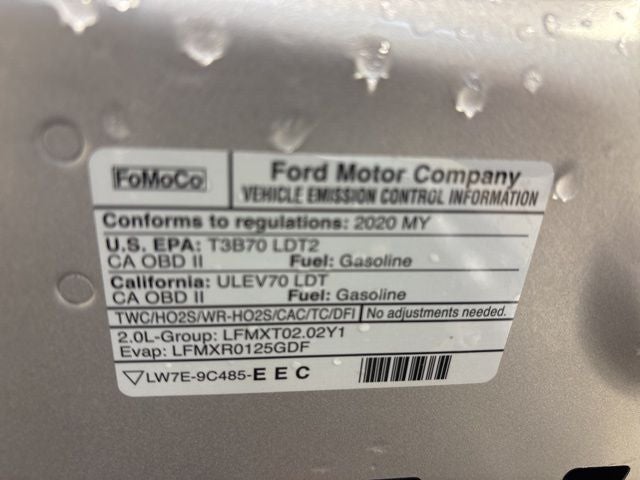 FoMoCo
Ford Motor Company
VEHICLE EMISSION CONTROL INFORMATION
Conforms to regulations: 2020 MY
U.S. EPA: T3B70 LDT2
CA OBD II Fuel: Gasoline
California: ULEV70 LDT
CA OBD II Fuel: Gasoline
TWC/HO2S/WR-HO2S/CAC/TC/DFI No adjustments needed.
2.0L-Group: LFMXT02.02Y1
Evap: LFMXR0125GDF
LW7E-9C485-E E C